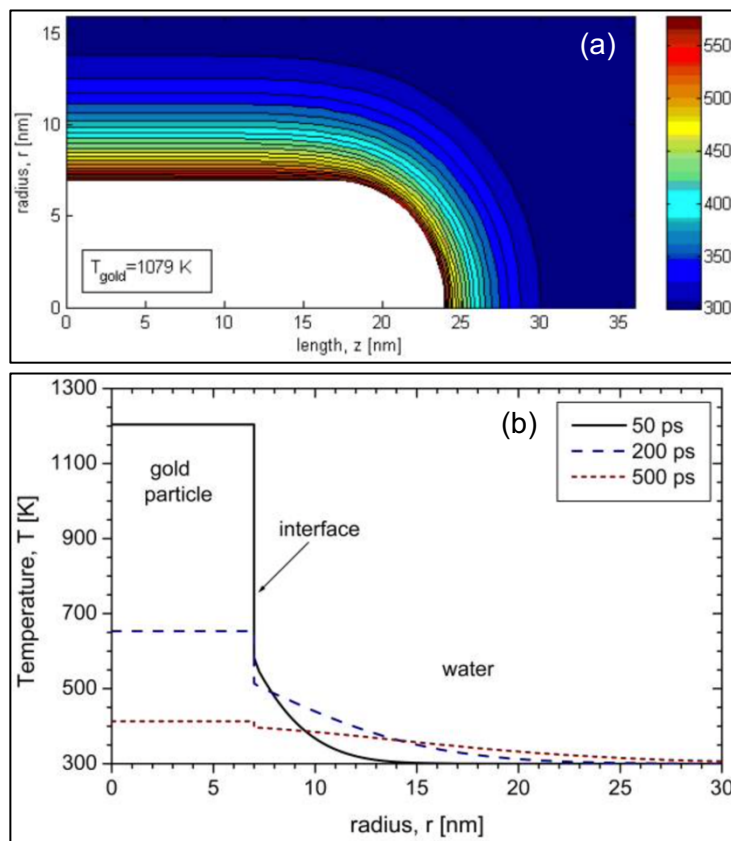 (a)
15
10
5
0
radius, r [nm]
T_gold=1079 K
0 5 10 15 20 25 30 35
length, z [nm]
550
500
450
400
350
300
(b)
1300
1100
900
700
500
300
Temperature, T [K]
50 ps
200 ps
500 ps
gold
particle
interface
water
0 5 10 15 20 25 30
radius, r [nm]